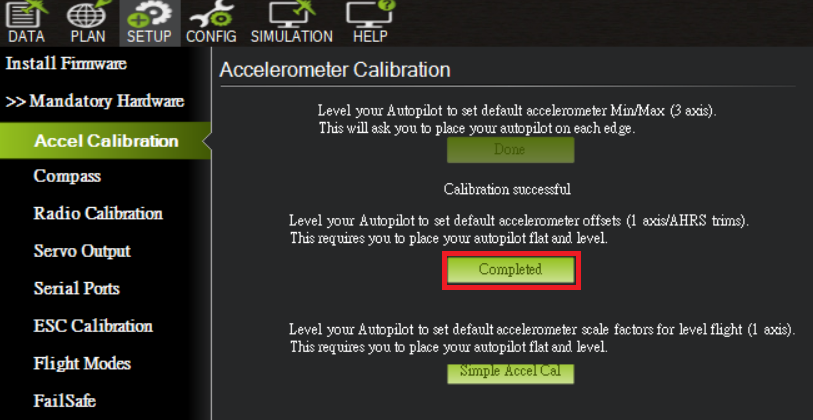 DATA
PLAN
SETUP
CONFIG
SIMULATION
HELP
Install Firmware
>> Mandatory Hardware
Accel Calibration
Compass
Radio Calibration
Servo Output
Serial Ports
ESC Calibration
Flight Modes
FailSafe
Accelerometer Calibration
Level your Autopilot to set default accelerometer Min/Max (3 axis).
This will ask you to place your autopilot on each edge.
Done
Calibration successful
Level your Autopilot to set default accelerometer offsets (1 axis/AHRS trims).
This requires you to place your autopilot flat and level.
Completed
Level your Autopilot to set default accelerometer scale factors for level flight (1 axis).
This requires you to place your autopilot flat and level.
Simple Accel Cal